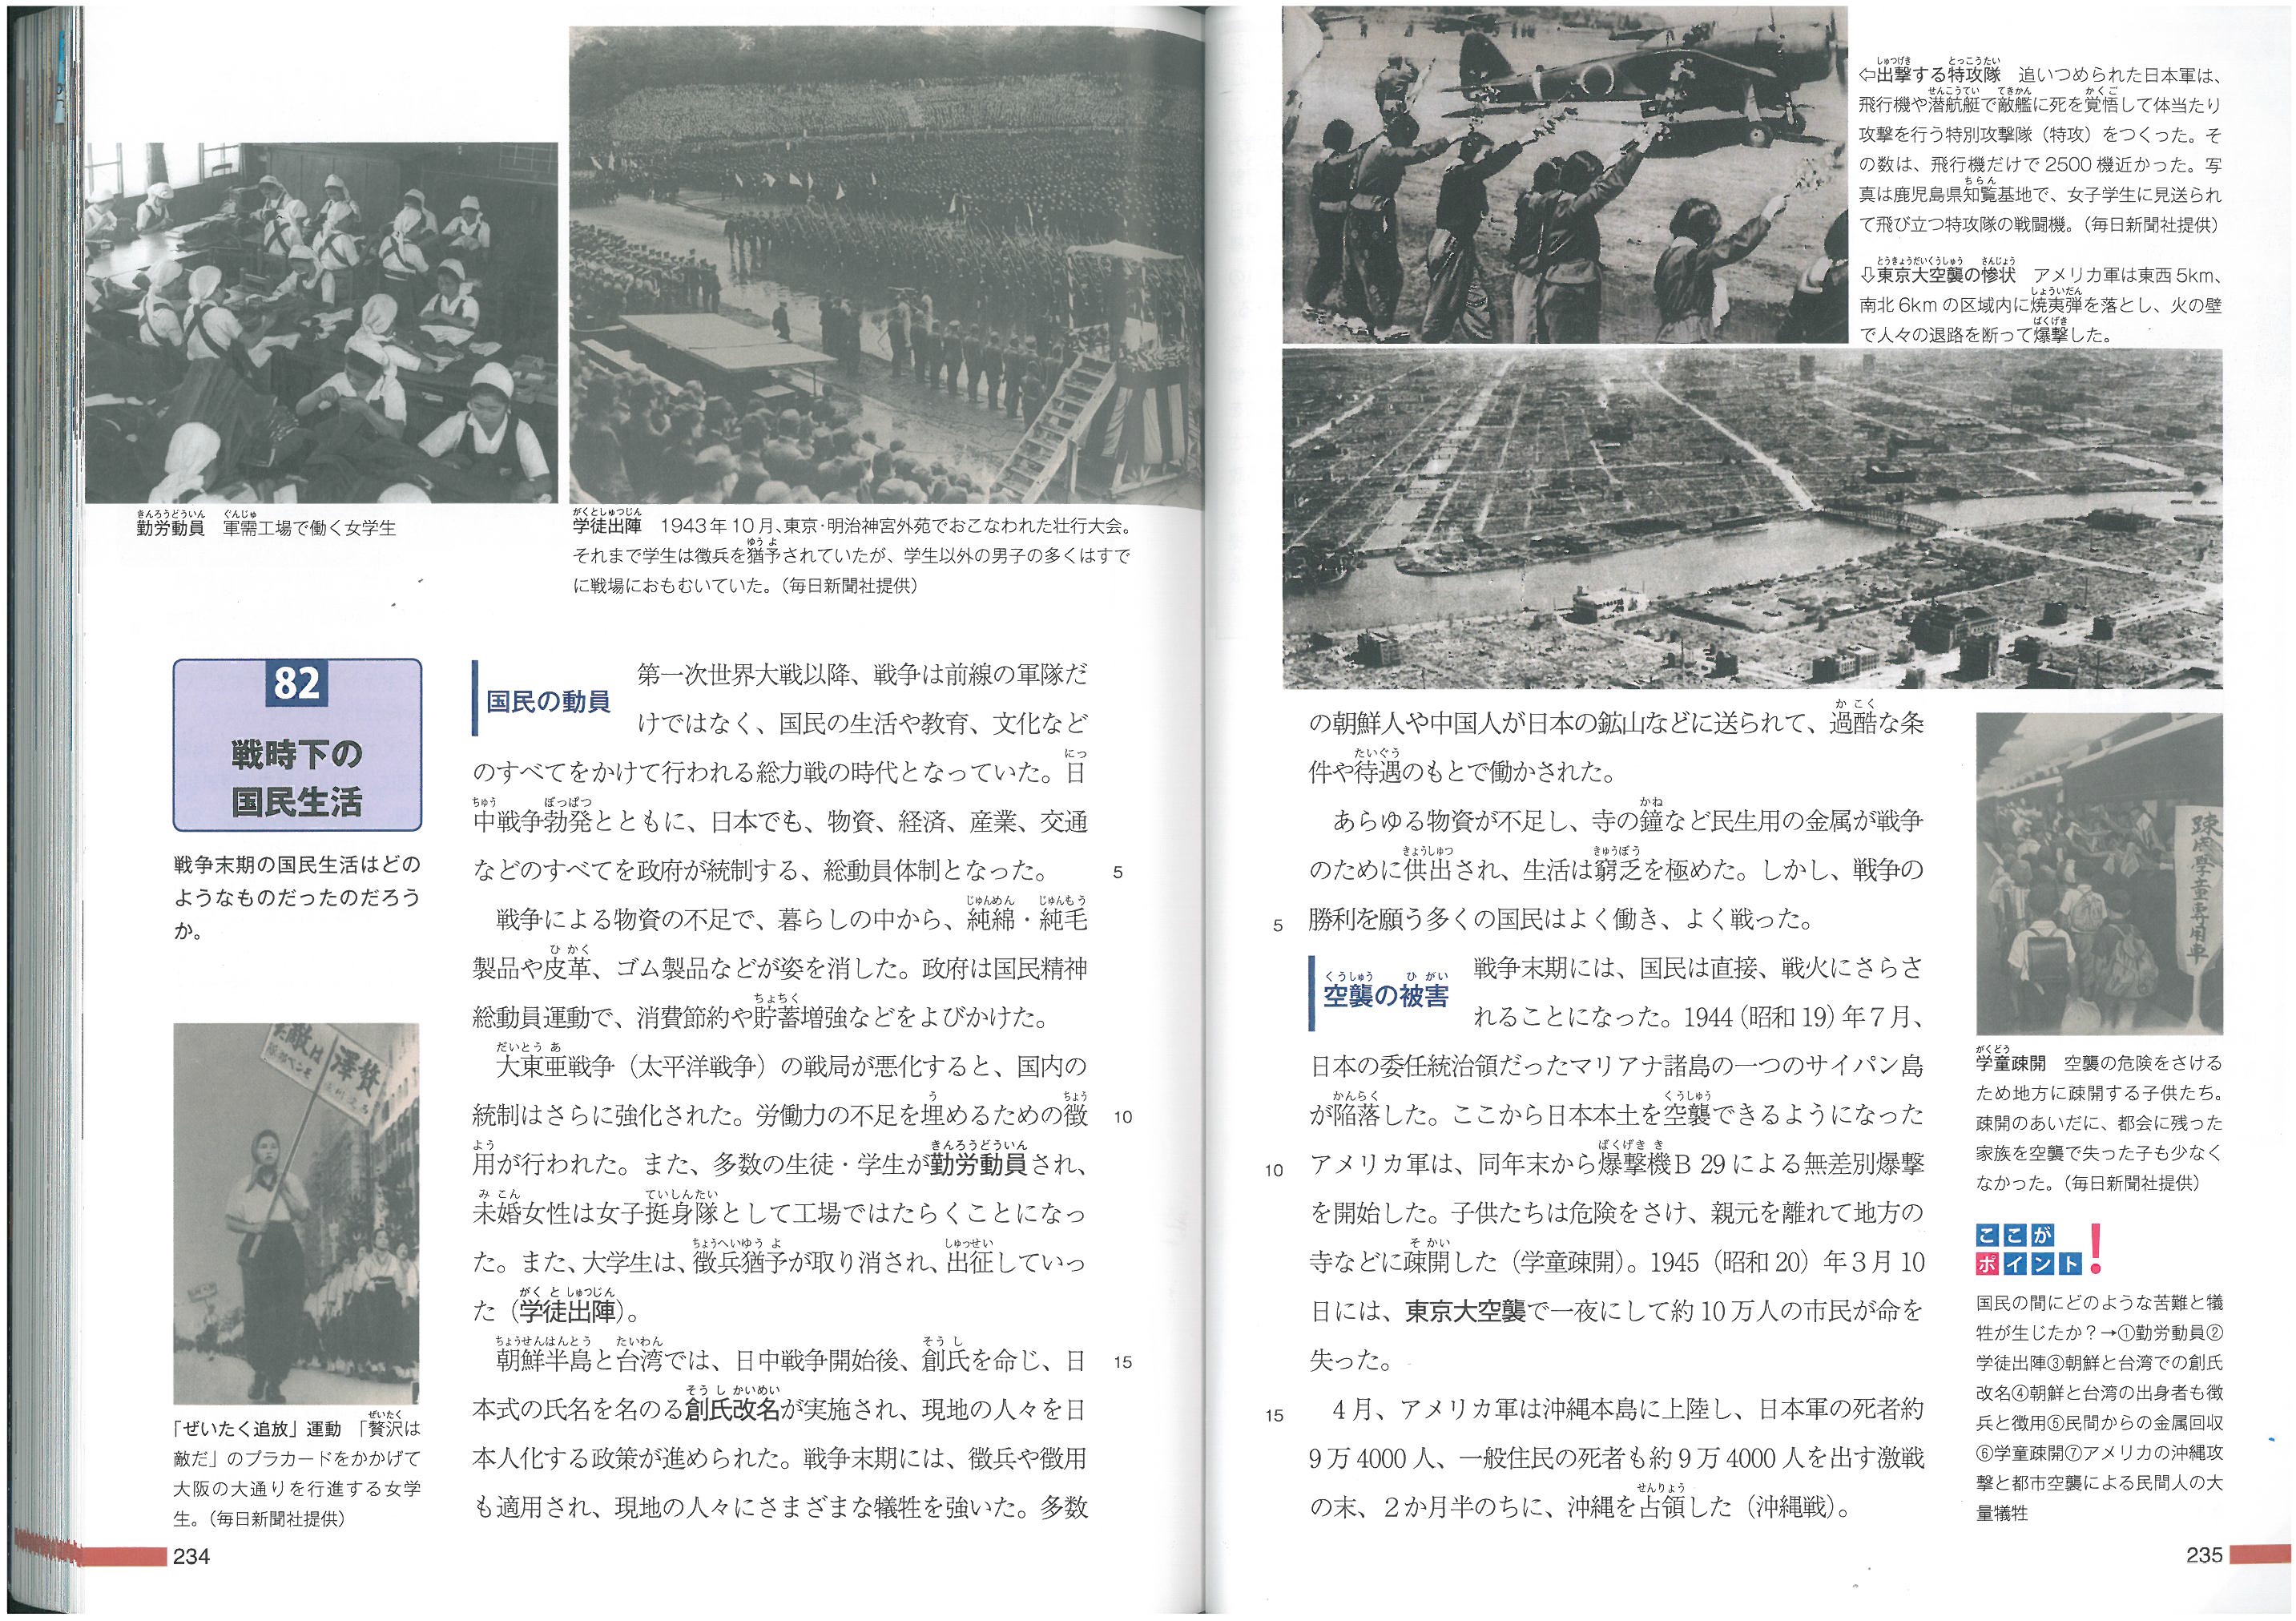 勤労動員　軍需工場で働く女学生
学徒出陣　1943年10月、東京・明治神宮外苑でおこなわれた壮行大会。
それまで学生は徴兵を猶予されていたが、学生以外の男子の多くはすで
に戦場におもむいていた。（毎日新聞社提供）
82
戦時下の
国民生活
戦争末期の国民生活はどの
ようなものだったのだろう
か。
贅沢は
「ぜいたく追放」運動　「贅沢は
敵だ」のプラカードをかかげて
大阪の大通りを行進する女学
生。（毎日新聞社提供）
国民の動員
第一次世界大戦以降、戦争は前線の軍隊だ
けではなく、国民の生活や教育、文化など
のすべてをかけて行われる総力戦の時代となっていた。日
中戦争勃発とともに、日本でも、物資、経済、産業、交通
などのすべてを政府が統制する、総動員体制となった。 5
戦争による物資の不足で、暮らしの中から、純綿・純毛
製品や皮革、ゴム製品などが姿を消した。政府は国民精神
総動員運動で、消費節約や貯蓄増強などをよびかけた。
大東亜戦争（太平洋戦争）の戦局が悪化すると、国内の
統制はさらに強化された。労働力の不足を埋めるための徴 10
用が行われた。また、多数の生徒・学生が勤労動員され、
未婚女性は女子挺身隊として工場ではたらくことになっ
た。また、大学生は、徴兵猶予が取り消され、出征していっ
た（学徒出陣）。
朝鮮半島と台湾では、日中戦争開始後、創氏を命じ、日 15
本式の氏名を名のる創氏改名が実施され、現地の人々を日
本人化する政策が進められた。戦争末期には、徴兵や徴用
も適用され、現地の人々にさまざまな犠牲を強いた。多数
234
⇦出撃する特攻隊　追いつめられた日本軍は、
飛行機や潜航艇で敵艦に死を覚悟して体当たり
攻撃を行う特別攻撃隊（特攻）をつくった。そ
の数は、飛行機だけで2500機近かった。写
真は鹿児島県知覧基地で、女子学生に見送られ
て飛び立つ特攻隊の戦闘機。（毎日新聞社提供）
⇩東京大空襲の惨状　アメリカ軍は東西5km、
南北6kmの区域内に焼夷弾を落とし、火の壁
で人々の退路を断って爆撃した。
の朝鮮人や中国人が日本の鉱山などに送られて、過酷な条
件や待遇のもとで働かされた。
あらゆる物資が不足し、寺の鐘など民生用の金属が戦争
のために供出され、生活は窮乏を極めた。しかし、戦争の
5 勝利を願う多くの国民はよく働き、よく戦った。
空襲の被害
戦争末期には、国民は直接、戦火にさらさ
れることになった。1944（昭和19）年7月、
日本の委任統治領だったマリアナ諸島の一つのサイパン島
が陥落した。ここから日本本土を空襲できるようになった
10 アメリカ軍は、同年末から爆撃機B29による無差別爆撃
を開始した。子供たちは危険をさけ、親元を離れて地方の
寺などに疎開した（学童疎開）。1945（昭和20）年3月10
日には、東京大空襲で一夜にして約10万人の市民が命を
失った。
15 4月、アメリカ軍は沖縄本島に上陸し、日本軍の死者約
9万4000人、一般住民の死者も約9万4000人を出す激戦
の末、2か月半のちに、沖縄を占領した（沖縄戦）。
疎開學童専用車
学童疎開　空襲の危険をさける
ため地方に疎開する子供たち。
疎開のあいだに、都会に残った
家族を空襲で失った子も少なく
なかった。（毎日新聞社提供）
ここが
ポイント！
国民の間にどのような苦難と犠
牲が生じたか？→①勤労動員②
学徒出陣③朝鮮と台湾での創氏
改名④朝鮮と台湾の出身者も徴
兵と徴用⑤民間からの金属回収
⑥学童疎開⑦アメリカの沖縄攻
撃と都市空襲による民間人の大
量犠牲
235